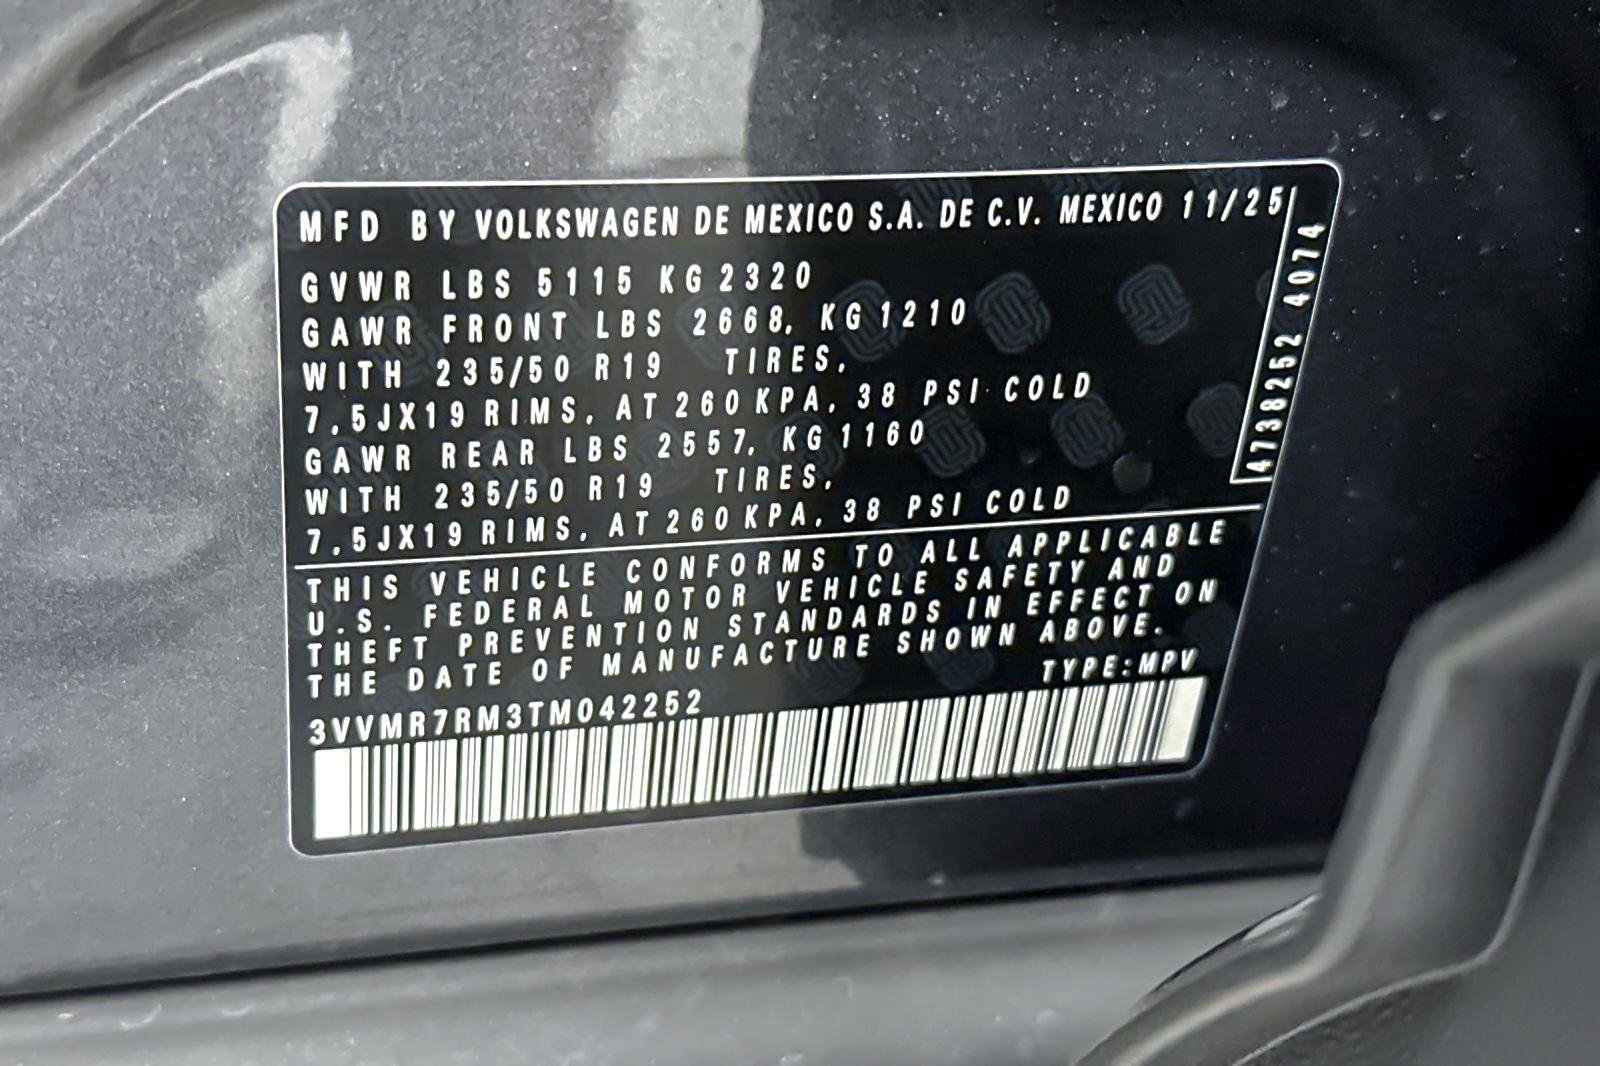 MFD BY VOLKSWAGEN DE MEXICO S.A. DE C.V. MEXICO 11/25
GVWR LBS 5115 KG 2320
GAWR FRONT LBS 2668, KG 1210
WITH 235/50 R19 TIRES,
7,5JX19 RIMS, AT 260 KPA, 38 PSI COLD
GAWR REAR LBS 2557, KG 1160
WITH 235/50 R19 TIRES,
7,5JX19 RIMS, AT 260 KPA, 38 PSI COLD
4738252 4074
THIS VEHICLE CONFORMS TO ALL APPLICABLE
U.S. FEDERAL MOTOR VEHICLE SAFETY AND
THEFT PREVENTION STANDARDS IN EFFECT ON
THE DATE OF MANUFACTURE SHOWN ABOVE.
TYPE:MPV
3VVMR7RM3TM042252